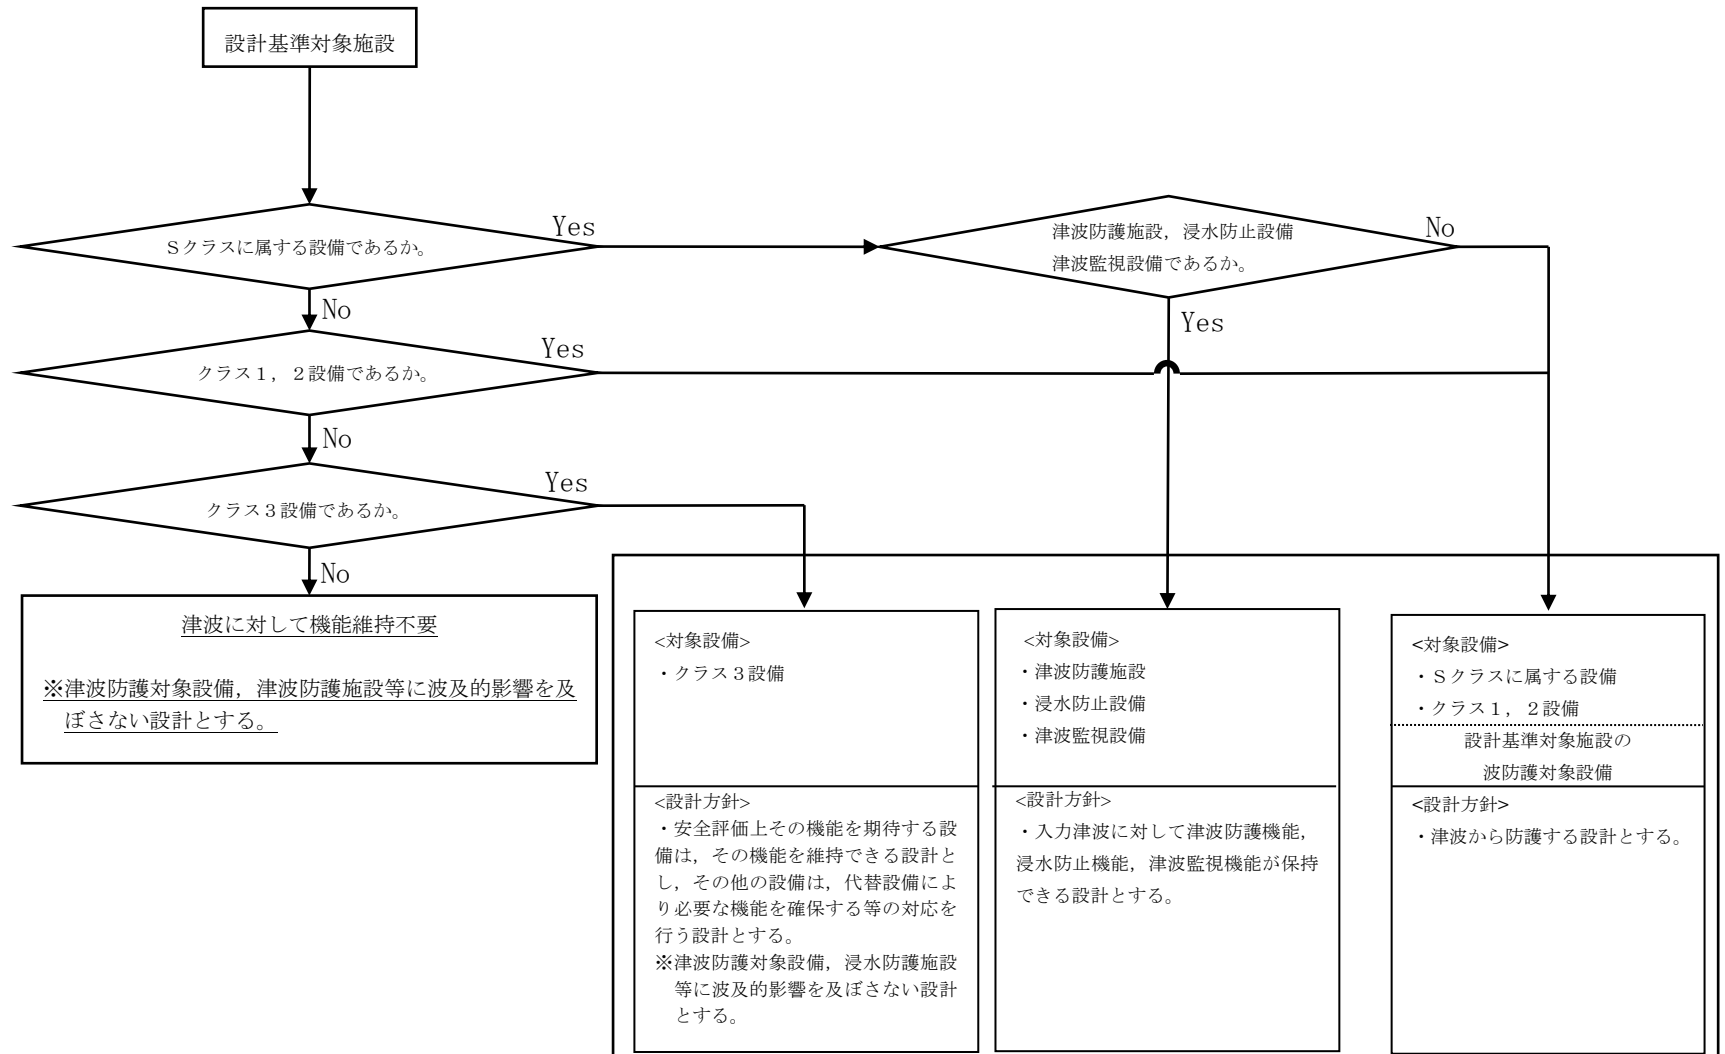 設計基準対象施設
Sクラスに属する設備であるか。
Yes
津波防護施設，浸水防止設備
津波監視設備であるか。
No
No
Yes
クラス1，2設備であるか。
Yes
No
クラス3設備であるか。
Yes
No
津波に対して機能維持不要
※津波防護対象設備，津波防護施設等に波及的影響を及
ぼさない設計とする。
<対象設備>
・クラス3設備
<設計方針>
・安全評価上その機能を期待する設
備は，その機能を維持できる設計と
し，その他の設備は，代替設備によ
り必要な機能を確保する等の対応を
行う設計とする。
※津波防護対象設備，浸水防護施設
等に波及的影響を及ぼさない設計
とする。
<対象設備>
・津波防護施設
・浸水防止設備
・津波監視設備
<設計方針>
・入力津波に対して津波防護機能，
浸水防止機能，津波監視機能が保持
できる設計とする。
<対象設備>
・Sクラスに属する設備
・クラス1，2設備
設計基準対象施設の
波防護対象設備
<設計方針>
・津波から防護する設計とする。